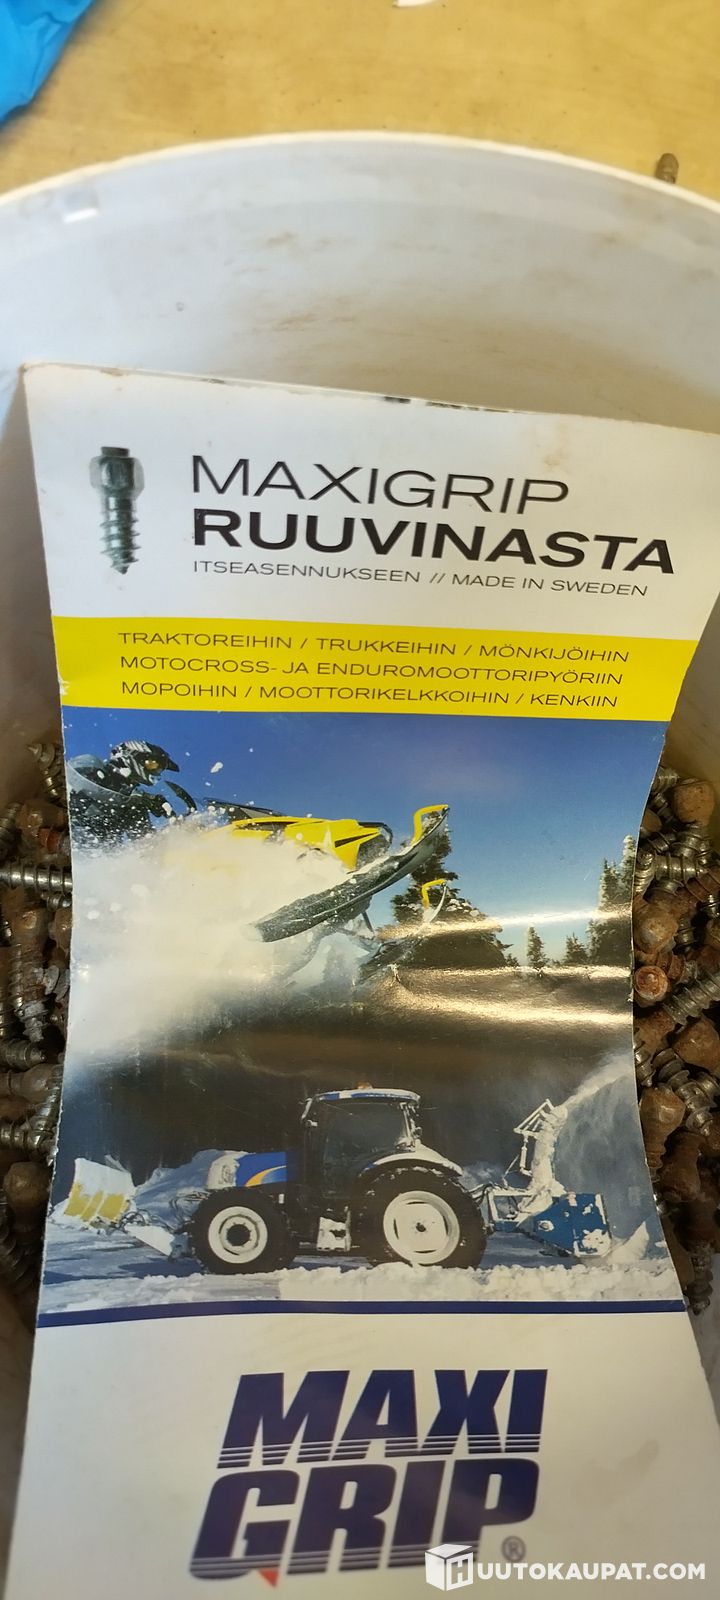 MAXIGRIP
RUUVINASTA
ITSEASENNUKSEEN // MADE IN SWEDEN
TRAKTOREIHIN / TRUKKEIHIN / MÖNKIJÖIHIN
MOTOCROSS- JA ENDUROMOOTTORIPYÖRIIN
MOPOIHIN / MOOTTORIKELKKOIHIN / KENKIIN
MAXI
GRIP®
HUUTOKAUPAT.COM